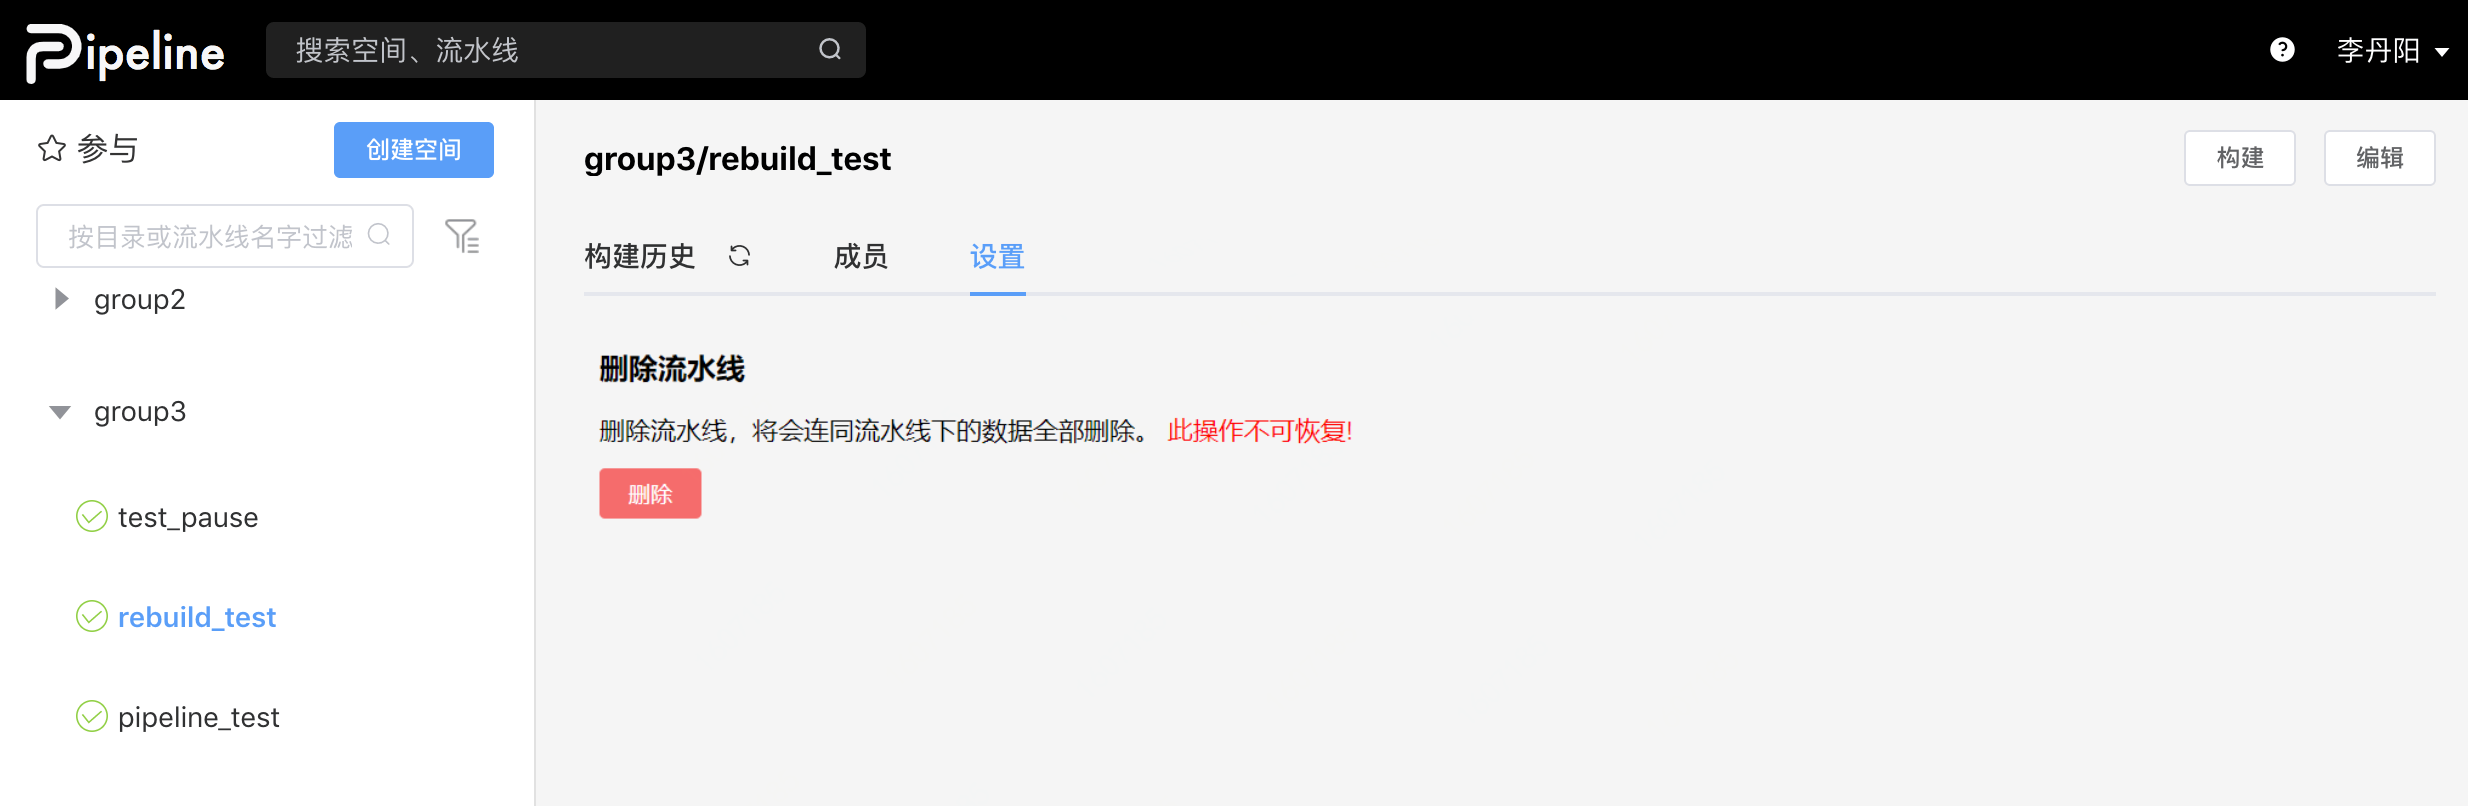 Pipeline
搜索空间、流水线
李丹阳
参与
创建空间
按目录或流水线名字过滤
group2
group3
test_pause
rebuild_test
pipeline_test
group3/rebuild_test
构建
编辑
构建历史
成员
设置
删除流水线
删除流水线，将会连同流水线下的数据全部删除。 此操作不可恢复!
删除